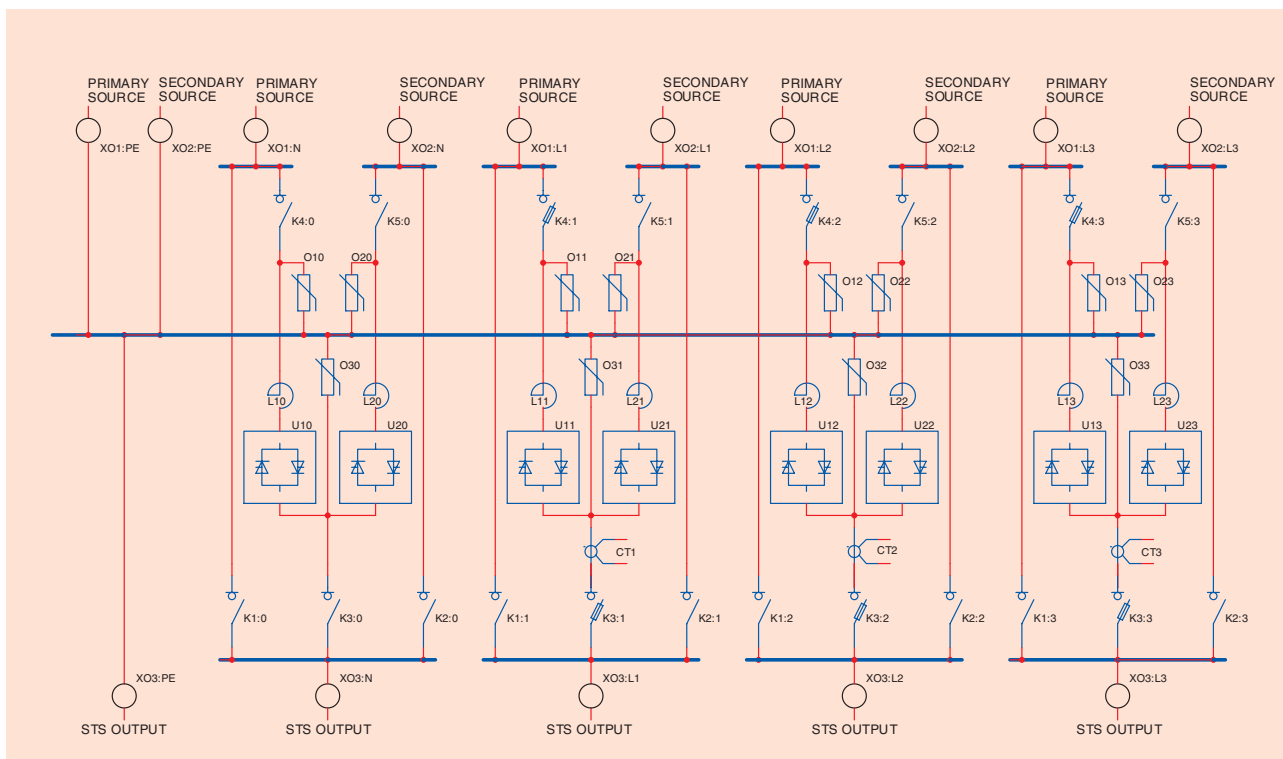 PRIMARY SOURCE
SECONDARY SOURCE
PRIMARY SOURCE
SECONDARY SOURCE
PRIMARY SOURCE
SECONDARY SOURCE
PRIMARY SOURCE
SECONDARY SOURCE
PRIMARY SOURCE
SECONDARY SOURCE
XO1:PE
XO2:PE
XO1:N
XO2:N
XO1:L1
XO2:L1
XO1:L2
XO2:L2
XO1:L3
XO2:L3
K4:0
K5:0
K4:1
K5:1
K4:2
K5:2
K4:3
K5:3
O10
O20
O11
O21
O12
O22
O13
O23
O30
O31
O32
O33
L10
L20
L11
L21
L12
L22
L13
L23
U10
U20
U11
U21
U12
U22
U13
U23
CT1
CT2
CT3
K1:0
K3:0
K2:0
K1:1
K3:1
K2:1
K1:2
K3:2
K2:2
K1:3
K3:3
K2:3
XO3:PE
XO3:N
XO3:L1
XO3:L2
XO3:L3
STS OUTPUT
STS OUTPUT
STS OUTPUT
STS OUTPUT
STS OUTPUT